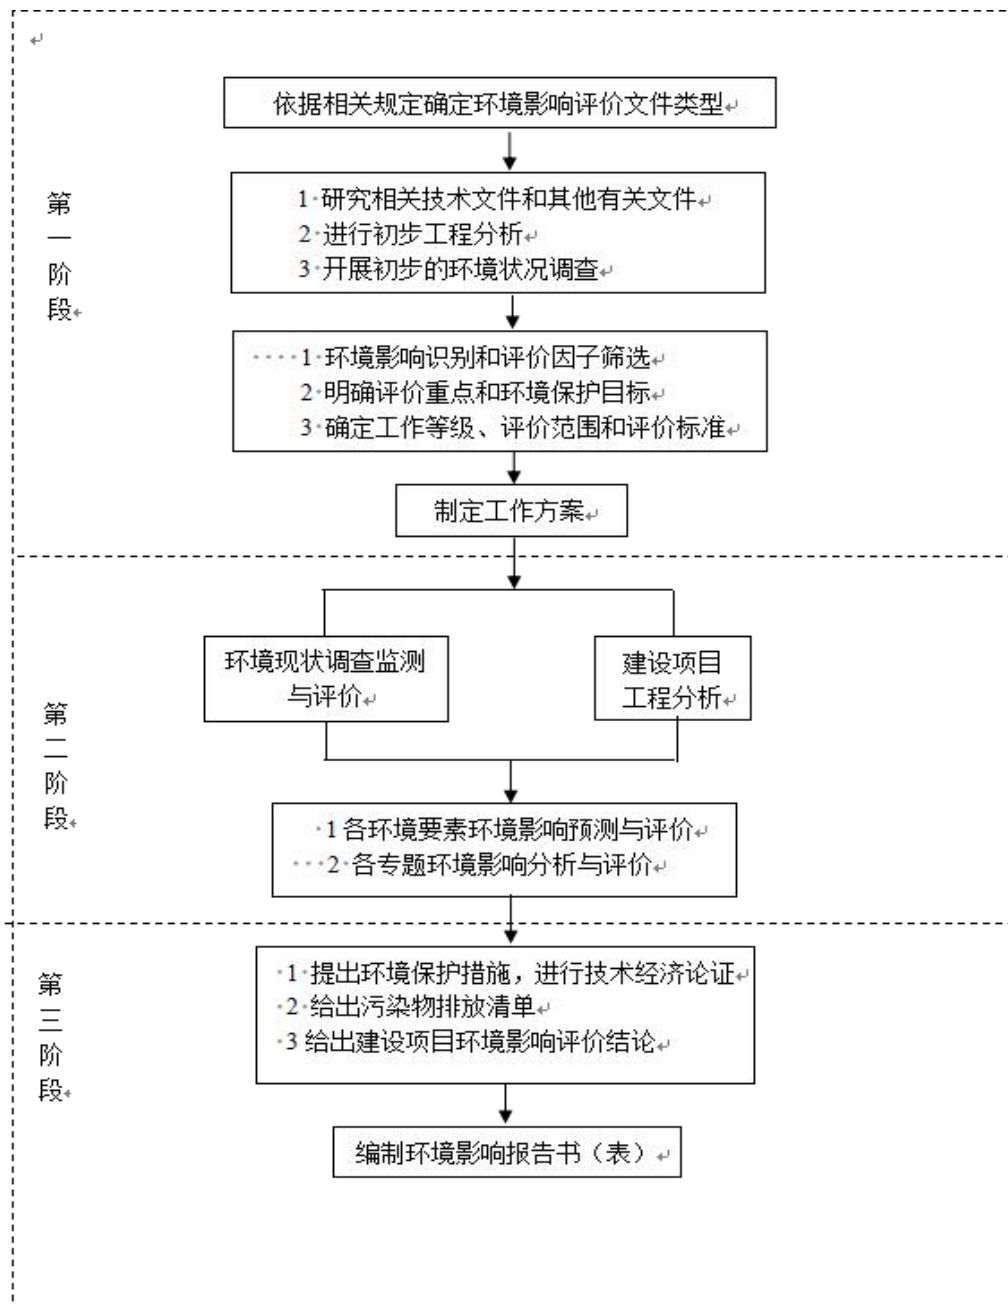 依据相关规定确定环境影响评价文件类型
第
一
阶
段
1 研究相关技术文件和其他有关文件
2 进行初步工程分析
3 开展初步的环境状况调查
1 环境影响识别和评价因子筛选
2 明确评价重点和环境保护目标
3 确定工作等级、评价范围和评价标准
制定工作方案
第
二
阶
段
环境现状调查监测
与评价
建设项目
工程分析
1 各环境要素环境影响预测与评价
2 各专题环境影响分析与评价
第
三
阶
段
1 提出环境保护措施，进行技术经济论证
2 给出污染物排放清单
3 给出建设项目环境影响评价结论
编制环境影响报告书（表）